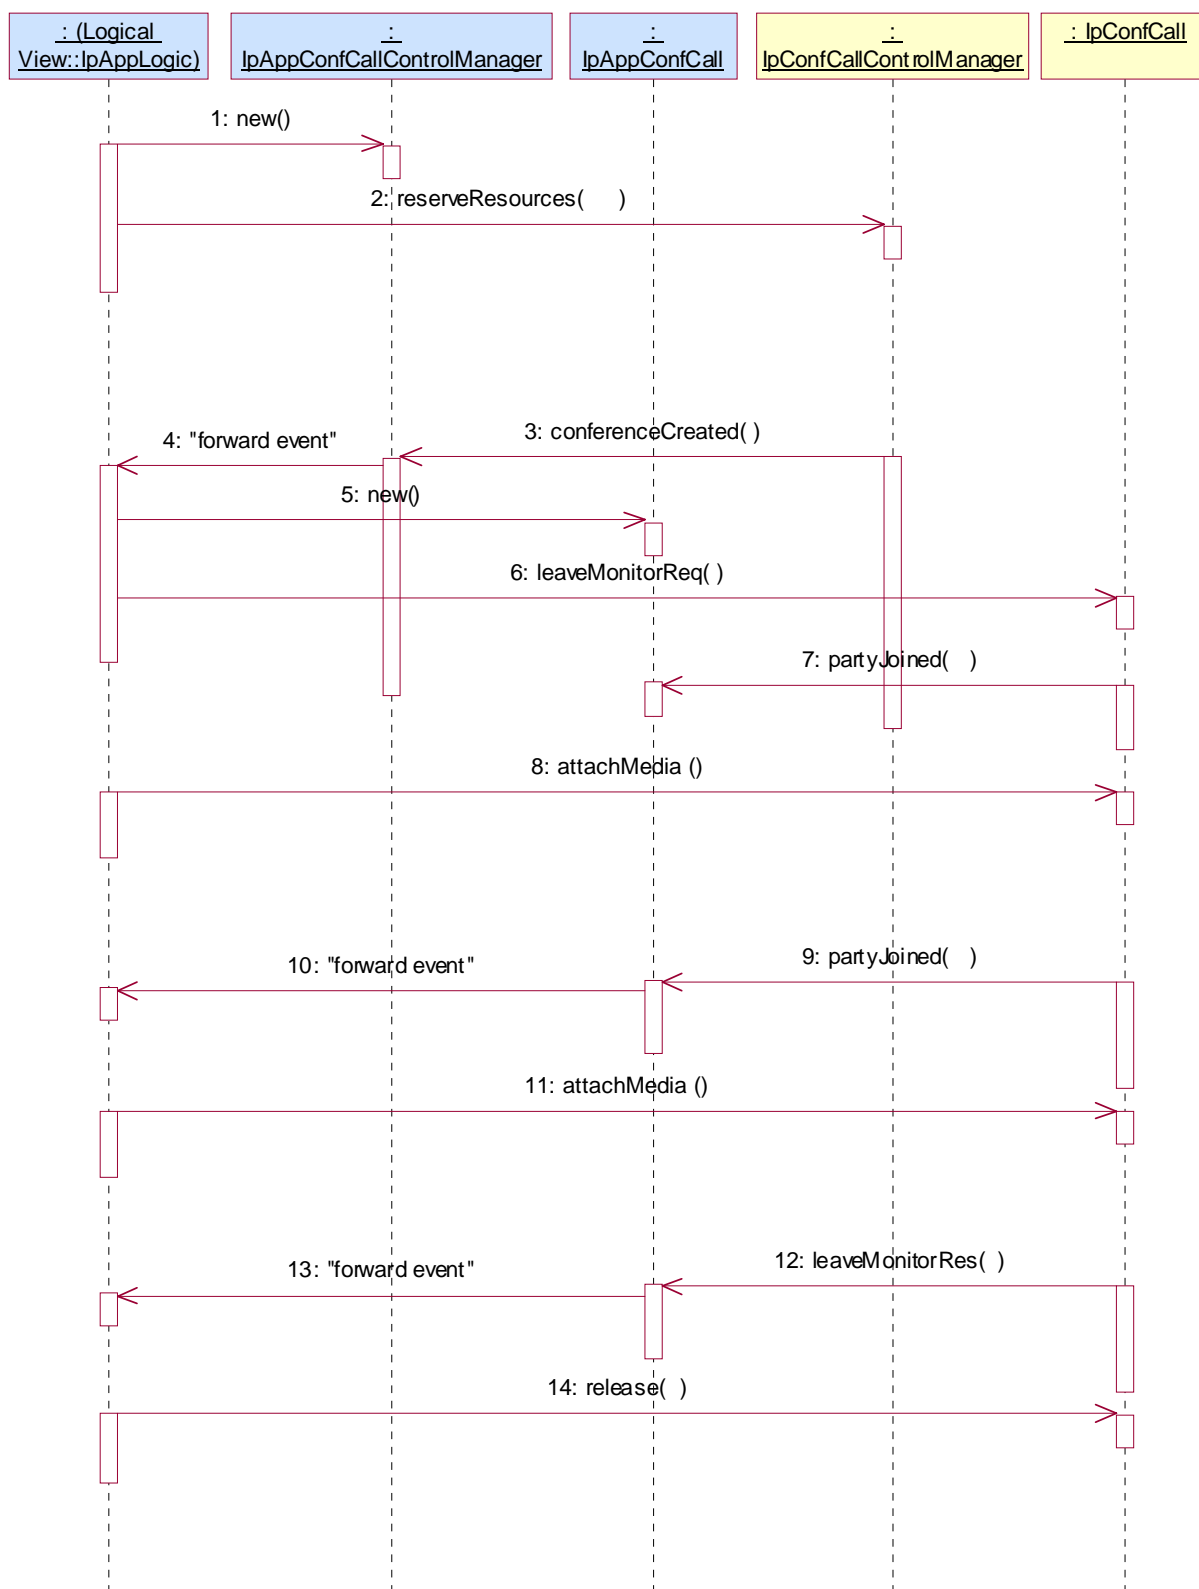 : (Logical
View::IpAppLogic)
:
IpAppConfCallControlManager
:
IpAppConfCall
:
IpConfCallControlManager
: IpConfCall
1: new()
2: reserveResources( )
3: conferenceCreated( )
4: "forward event"
5: new()
6: leaveMonitorReq( )
7: partyJoined( )
8: attachMedia ()
9: partyJoined( )
10: "forward event"
11: attachMedia ()
12: leaveMonitorRes( )
13: "forward event"
14: release( )